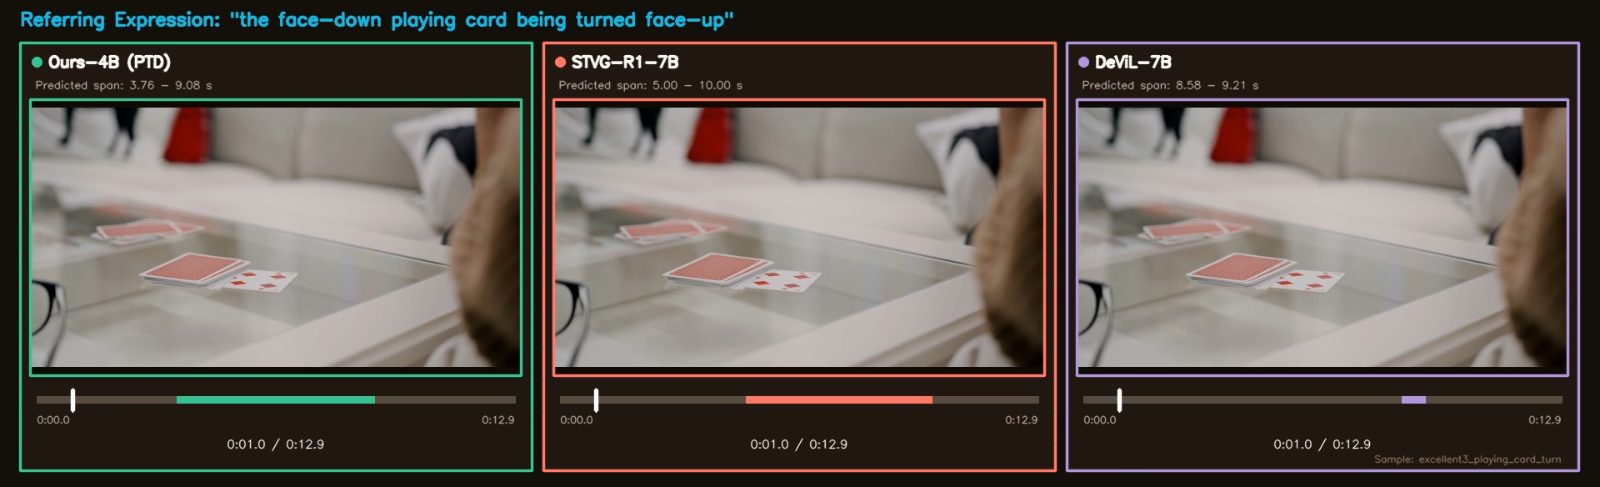 Referring Expression: "the face-down playing card being turned face-up"
Ours-4B (PTD)
Predicted span: 3.76 - 9.08 s
0:00.0
0:12.9
0:01.0 / 0:12.9
STVG-R1-7B
Predicted span: 5.00 - 10.00 s
0:00.0
0:12.9
0:01.0 / 0:12.9
DeViL-7B
Predicted span: 8.58 - 9.21 s
0:00.0
0:12.9
0:01.0 / 0:12.9
Sample: excellent3_playing_card_turn